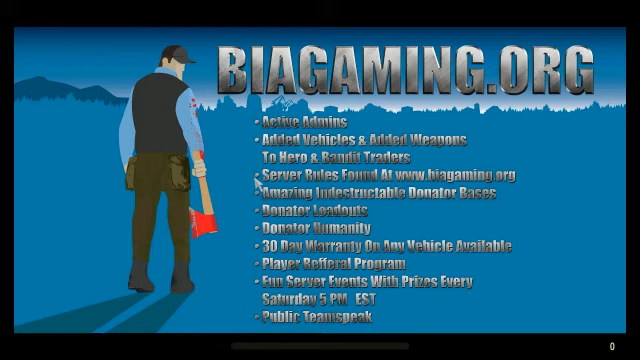 BIAGAMING.ORG
• Active Admins
• Added Vehicles & Added Weapons
To Hero & Bandit Traders
• Server Rules Found At www.biagaming.org
• Amazing Indestructable Donator Bases
• Donator Loadouts
• Donator Humanity
• 30 Day Warranty On Any Vehicle Available
• Player Refferal Program
• Fun Server Events With Prizes Every
Saturday 5 PM EST
• Public Teamspeak
0